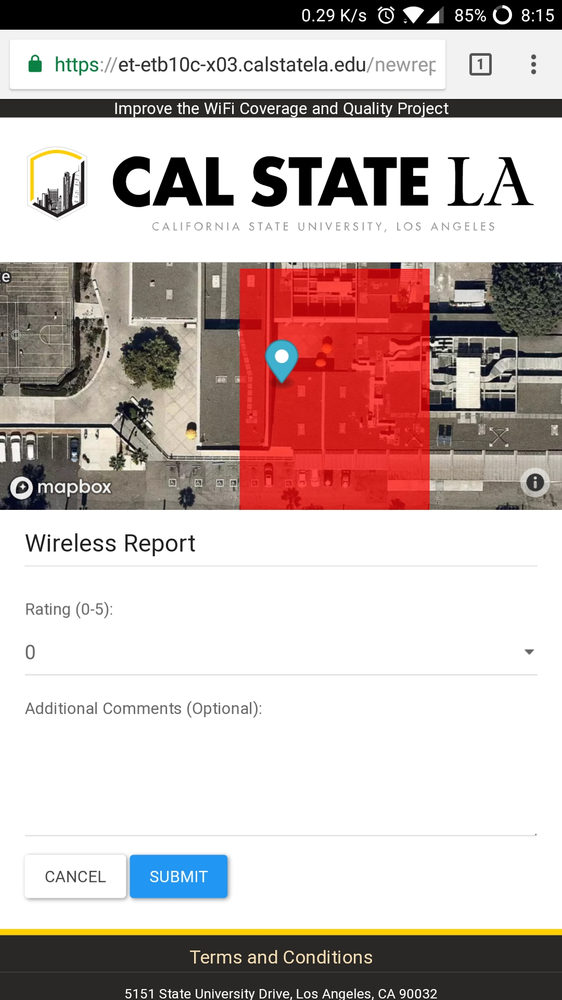 0.29 K/s 85% 8:15
https://et-etb10c-x03.calstatela.edu/newrep
1
Improve the WiFi Coverage and Quality Project
CAL STATE LA
CALIFORNIA STATE UNIVERSITY, LOS ANGELES
te
mapbox
Wireless Report
Rating (0-5):
0
Additional Comments (Optional):
CANCEL SUBMIT
Terms and Conditions
5151 State University Drive, Los Angeles, CA 90032